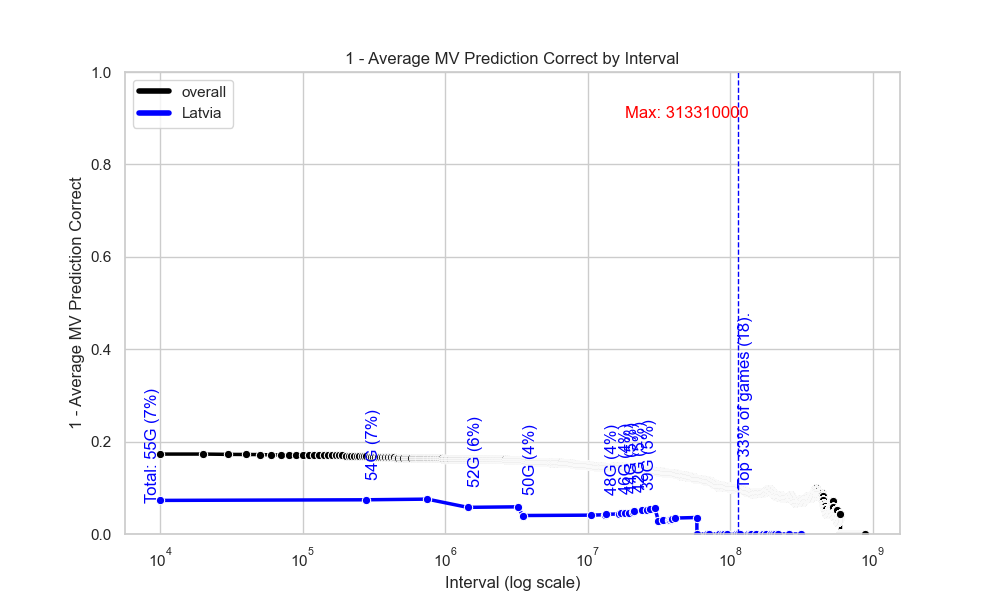 1 - Average MV Prediction Correct by Interval
overall
Latvia
Max: 313310000
1 - Average MV Prediction Correct
1.0
0.8
0.6
0.4
0.2
0.0
Total: 55G (7%)
54G (7%)
52G (6%)
50G (4%)
48G (4%)
46G (4%)
39G (5%)
Top 33% of games (18).
10^4
10^5
10^6
10^7
10^8
10^9
Interval (log scale)